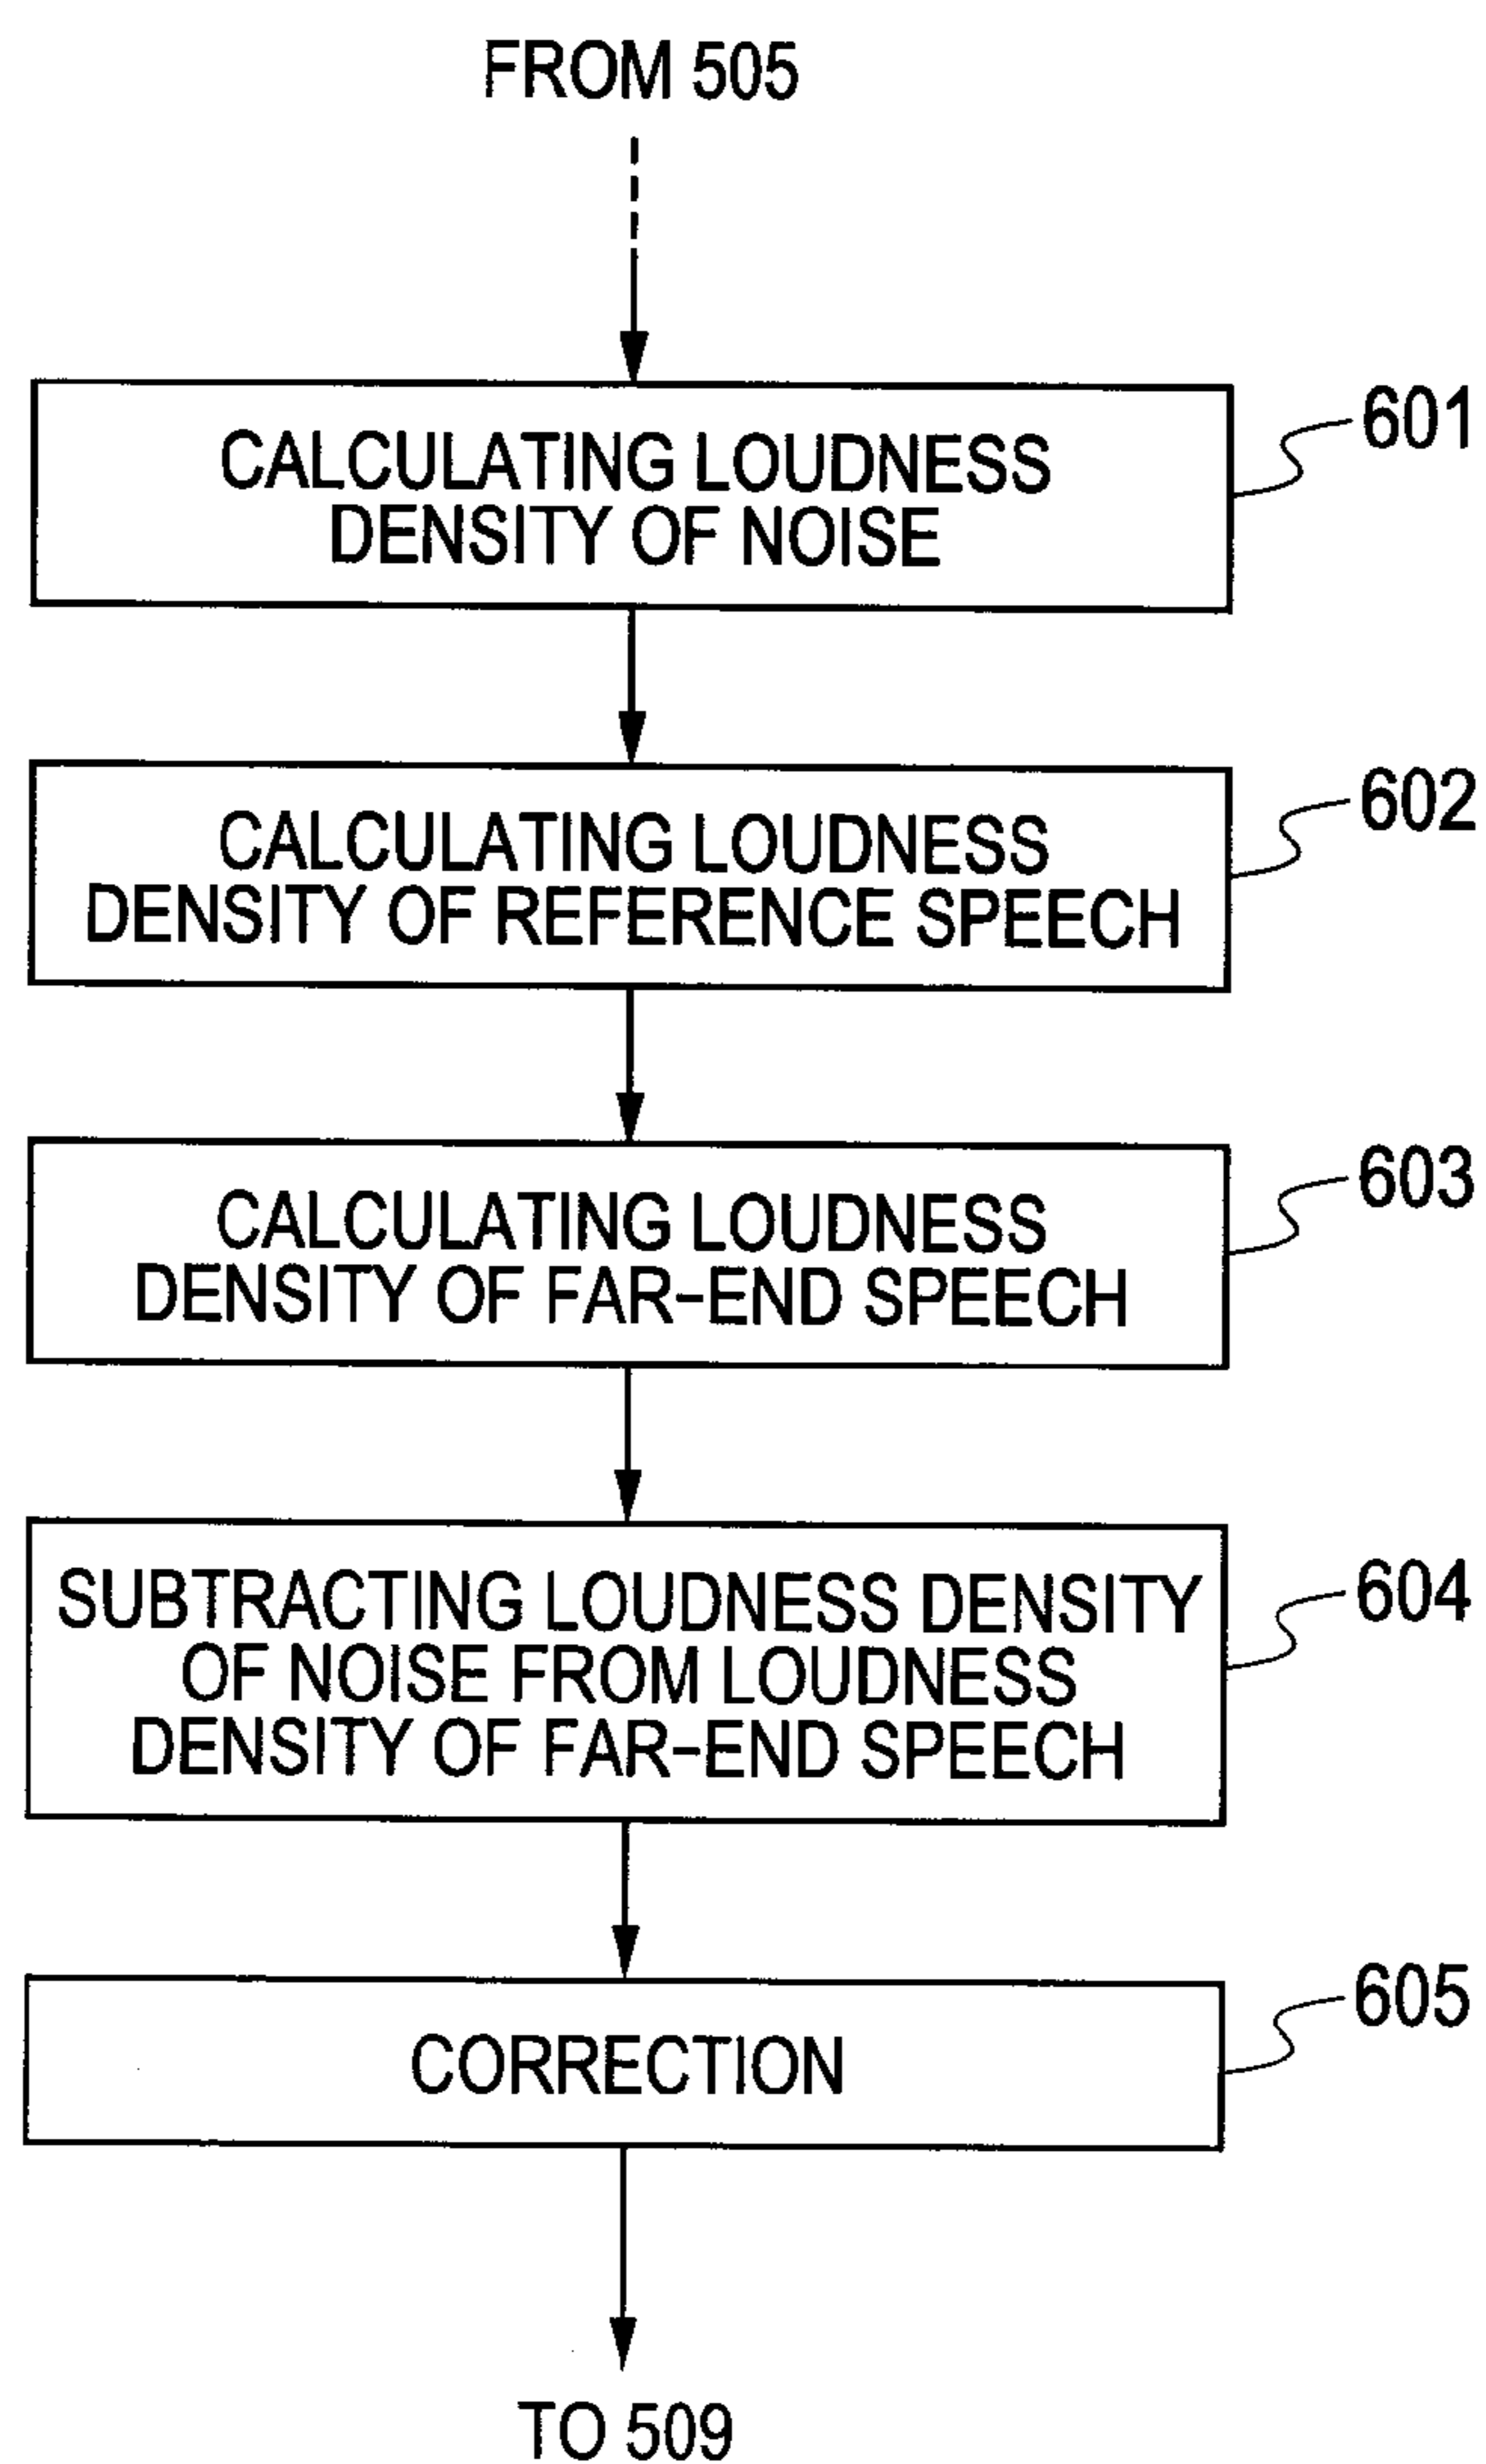 FROM 505
CALCULATING LOUDNESS
DENSITY OF NOISE
601
CALCULATING LOUDNESS
DENSITY OF REFERENCE SPEECH
602
CALCULATING LOUDNESS
DENSITY OF FAR-END SPEECH
603
SUBTRACTING LOUDNESS DENSITY
OF NOISE FROM LOUDNESS
DENSITY OF FAR-END SPEECH
604
CORRECTION
605
TO 509